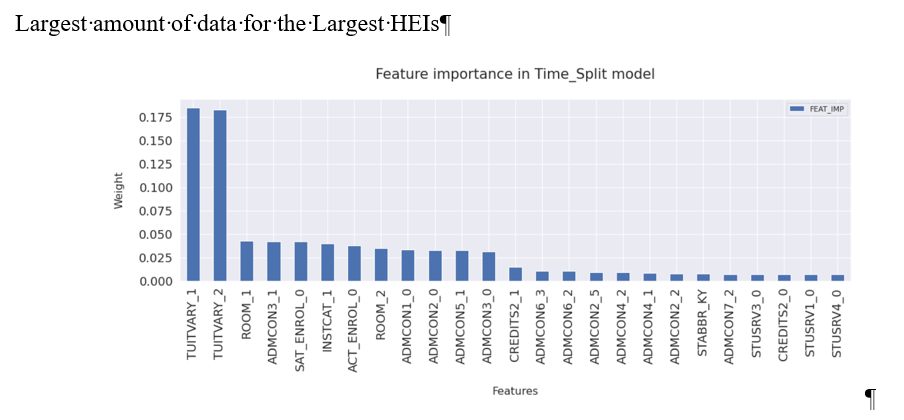 Largest·amount·of·data·for·the·Largest·HEIs¶
Feature importance in Time_Split model
FEAT_IMP
0.175
0.150
0.125
0.100
0.075
0.050
0.025
0.000
Weight
TUITVARY_1
TUITVARY_2
ROOM_1
ADMCON3_1
SAT_ENROL_0
INSTCAT_1
ACT_ENROL_0
ROOM_2
ADMCON1_0
ADMCON2_0
ADMCON5_1
ADMCON3_0
CREDITS2_1
ADMCON6_3
ADMCON6_2
ADMCON2_5
ADMCON4_2
ADMCON4_1
ADMCON2_2
STABBR_KY
ADMCON7_2
STUSRV3_0
CREDITS2_0
STUSRV1_0
STUSRV4_0
Features
¶